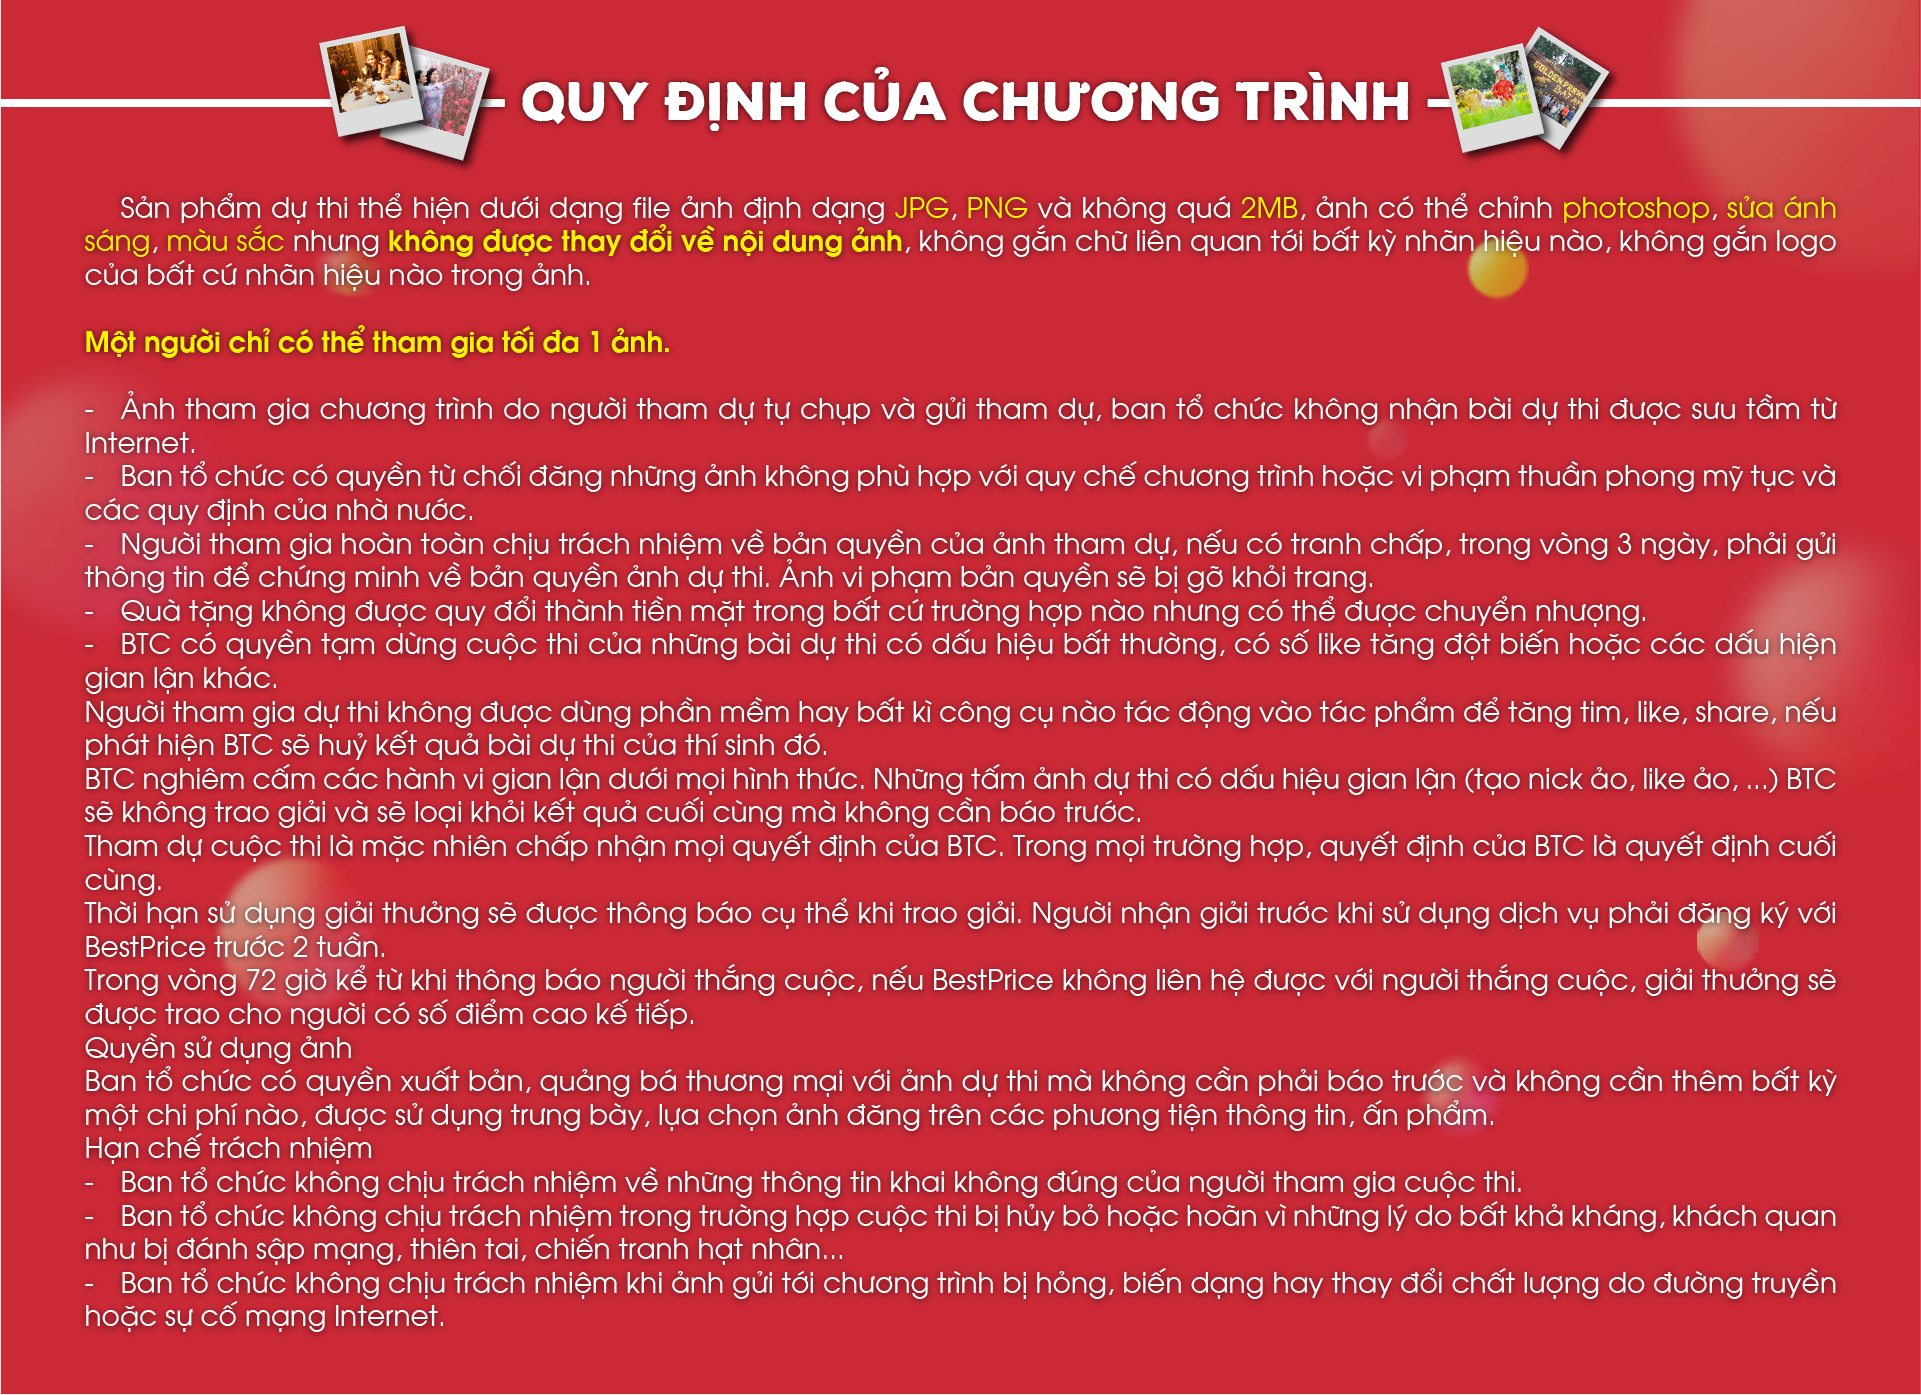 QUY ĐỊNH CỦA CHƯƠNG TRÌNH
Sản phẩm dự thi thể hiện dưới dạng file ảnh định dạng JPG, PNG và không quá 2MB, ảnh có thể chỉnh photoshop, sửa ánh
sáng, màu sắc nhưng không được thay đổi về nội dung ảnh, không gắn chữ liên quan tới bất kỳ nhãn hiệu nào, không gắn logo
của bất cứ nhãn hiệu nào trong ảnh.
Một người chỉ có thể tham gia tối đa 1 ảnh.
- Ảnh tham gia chương trình do người tham dự tự chụp và gửi tham dự, ban tổ chức không nhận bài dự thi được sưu tầm từ
Internet.
- Ban tổ chức có quyền từ chối đăng những ảnh không phù hợp với quy chế chương trình hoặc vi phạm thuần phong mỹ tục và
các quy định của nhà nước.
- Người tham gia hoàn toàn chịu trách nhiệm về bản quyền của ảnh tham dự, nếu có tranh chấp, trong vòng 3 ngày, phải gửi
thông tin để chứng minh về bản quyền ảnh dự thi. Ảnh vi phạm bản quyền sẽ bị gỡ khỏi trang.
- Quà tặng không được quy đổi thành tiền mặt trong bất cứ trường hợp nào nhưng có thể được chuyển nhượng.
- BTC có quyền tạm dừng cuộc thi của những bài dự thi có dấu hiệu bất thường, có số like tăng đột biến hoặc các dấu hiện
gian lận khác.
Người tham gia dự thi không được dùng phần mềm hay bất kì công cụ nào tác động vào tác phẩm để tăng tim, like, share, nếu
phát hiện BTC sẽ huỷ kết quả bài dự thi của thí sinh đó.
BTC nghiêm cấm các hành vi gian lận dưới mọi hình thức. Những tấm ảnh dự thi có dấu hiệu gian lận (tạo nick ảo, like ảo, ...) BTC
sẽ không trao giải và sẽ loại khỏi kết quả cuối cùng mà không cần báo trước.
Tham dự cuộc thi là mặc nhiên chấp nhận mọi quyết định của BTC. Trong mọi trường hợp, quyết định của BTC là quyết định cuối
cùng.
Thời hạn sử dụng giải thưởng sẽ được thông báo cụ thể khi trao giải. Người nhận giải trước khi sử dụng dịch vụ phải đăng ký với
BestPrice trước 2 tuần.
Trong vòng 72 giờ kể từ khi thông báo người thắng cuộc, nếu BestPrice không liên hệ được với người thắng cuộc, giải thưởng sẽ
được trao cho người có số điểm cao kế tiếp.
Quyền sử dụng ảnh
Ban tổ chức có quyền xuất bản, quảng bá thương mại với ảnh dự thi mà không cần phải báo trước và không cần thêm bất kỳ
một chi phí nào, được sử dụng trưng bày, lựa chọn ảnh đăng trên các phương tiện thông tin, ấn phẩm.
Hạn chế trách nhiệm
- Ban tổ chức không chịu trách nhiệm về những thông tin khai không đúng của người tham gia cuộc thi.
- Ban tổ chức không chịu trách nhiệm trong trường hợp cuộc thi bị hủy bỏ hoặc hoãn vì những lý do bất khả kháng, khách quan
như bị đánh sập mạng, thiên tai, chiến tranh hạt nhân...
- Ban tổ chức không chịu trách nhiệm khi ảnh gửi tới chương trình bị hỏng, biến dạng hay thay đổi chất lượng do đường truyền
hoặc sự cố mạng Internet.